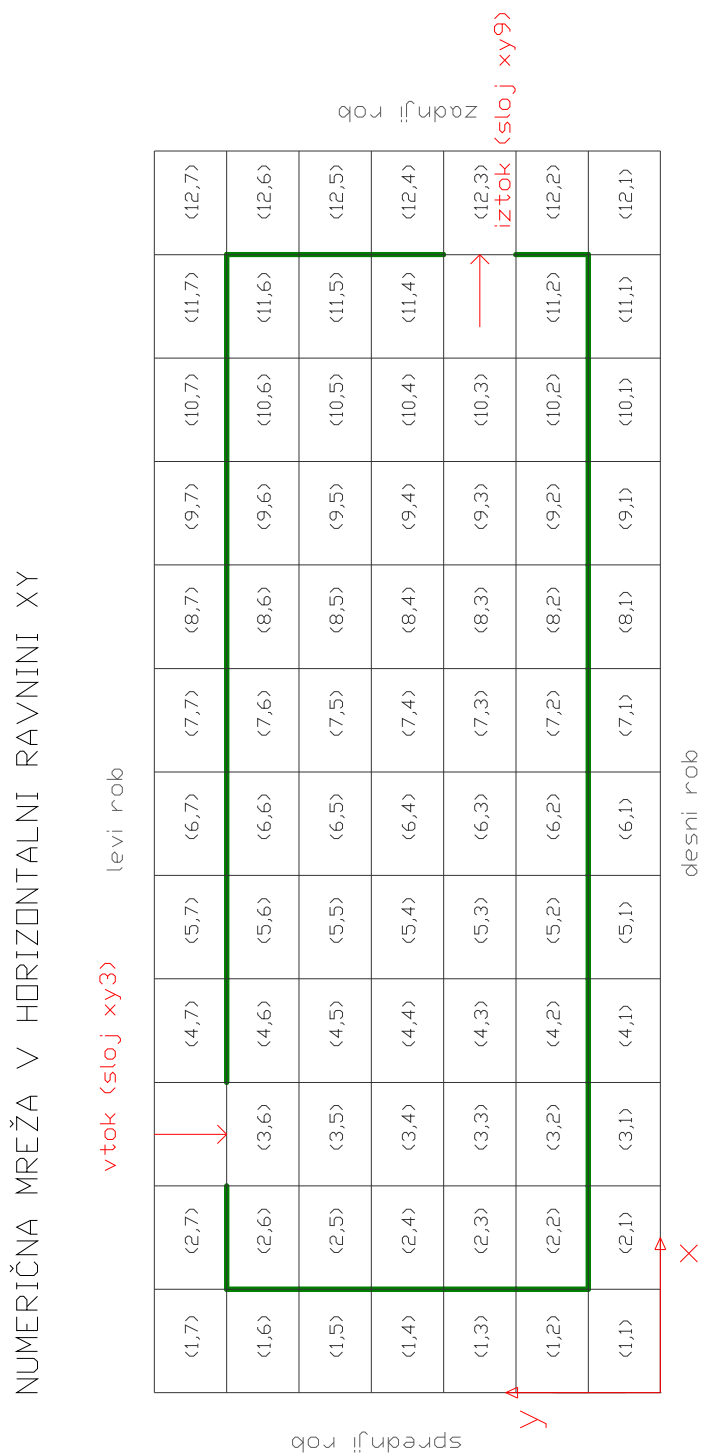 NUMERIČNA MREŽA V HORIZONTALNI RAVNINI XY
vtok (sloj xy3)
levi rob
(1,7) (2,7) (4,7) (5,7) (6,7) (7,7) (8,7) (9,7) (10,7) (11,7) (12,7)
(1,6) (2,6) (3,6) (4,6) (5,6) (6,6) (7,6) (8,6) (9,6) (10,6) (11,6) (12,6)
(1,5) (2,5) (3,5) (4,5) (5,5) (6,5) (7,5) (8,5) (9,5) (10,5) (11,5) (12,5)
sprednji rob
(1,4) (2,4) (3,4) (4,4) (5,4) (6,4) (7,4) (8,4) (9,4) (10,4) (11,4) (12,4)
zadnji rob
(1,3) (2,3) (3,3) (4,3) (5,3) (6,3) (7,3) (8,3) (9,3) (10,3) (12,3)
iztok (sloj xy9)
y
(1,2) (2,2) (3,2) (4,2) (5,2) (6,2) (7,2) (8,2) (9,2) (10,2) (11,2) (12,2)
(1,1) (2,1) (3,1) (4,1) (5,1) (6,1) (7,1) (8,1) (9,1) (10,1) (11,1) (12,1)
x
desni rob